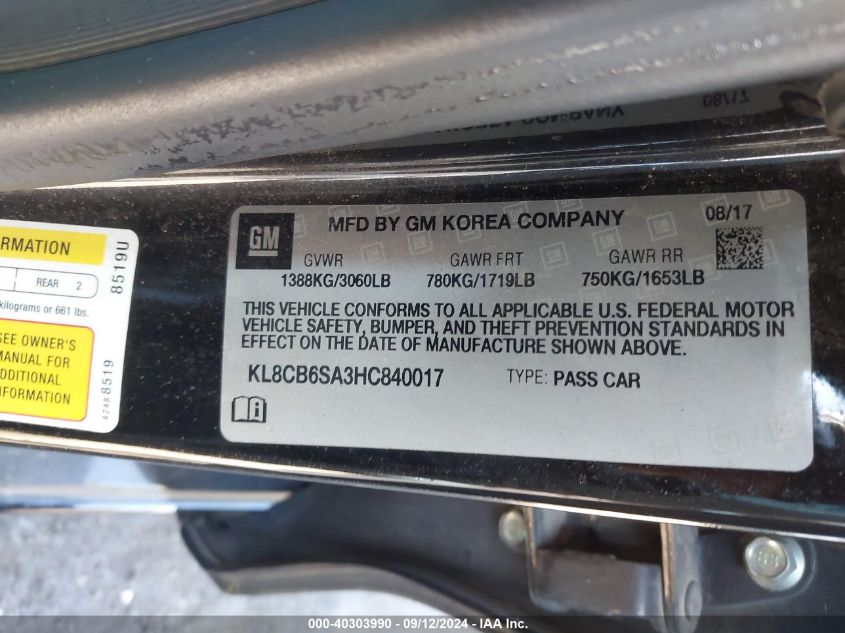 GM
MFD BY GM KOREA COMPANY
08/17
GVWR
GAWR FRT
GAWR RR
1388KG/3060LB
780KG/1719LB
750KG/1653LB
THIS VEHICLE CONFORMS TO ALL APPLICABLE U.S. FEDERAL MOTOR
VEHICLE SAFETY, BUMPER, AND THEFT PREVENTION STANDARDS IN
EFFECT ON THE DATE OF MANUFACTURE SHOWN ABOVE.
KL8CB6SA3HC840017
TYPE: PASS CAR
REAR 2
kilograms or 661 lbs.
SEE OWNER'S
MANUAL FOR
ADDITIONAL
INFORMATION
8519U
42488519
000-40303990 - 09/12/2024 - IAA Inc.